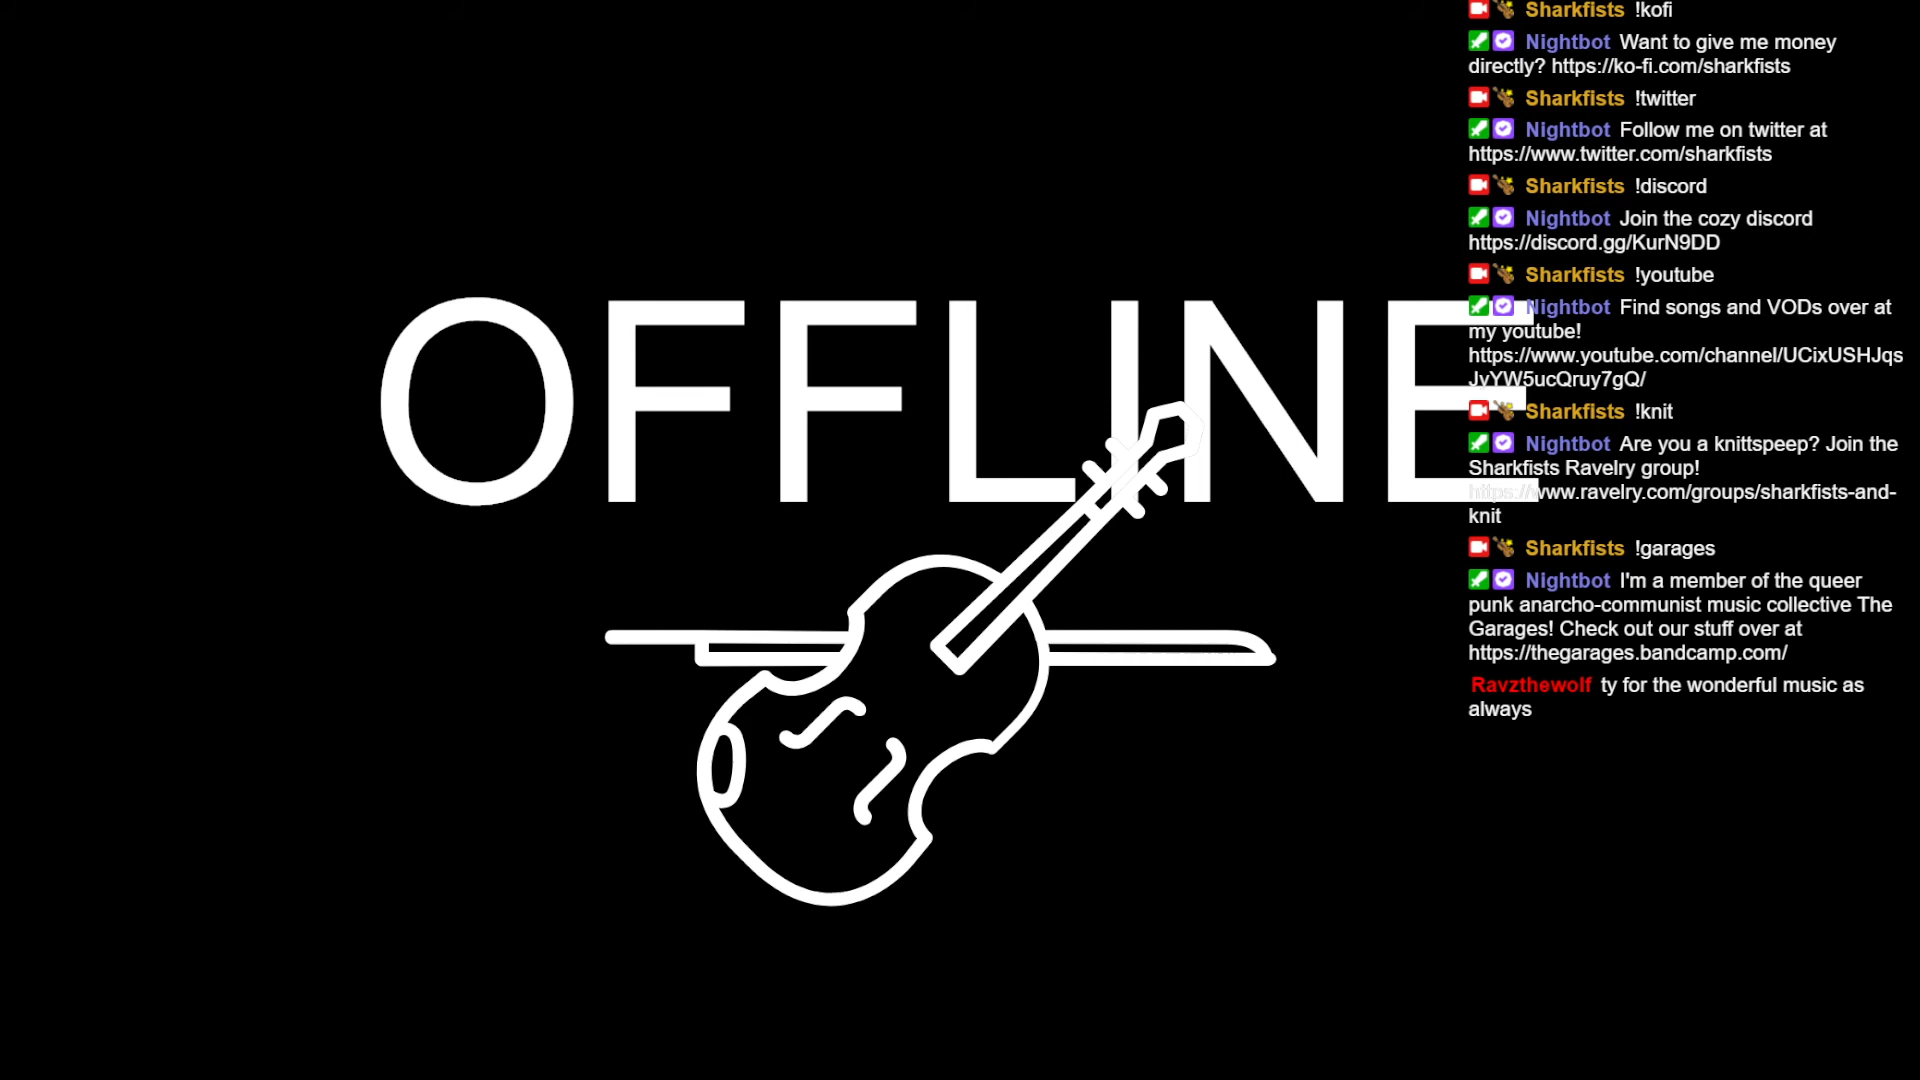 OFFLINE
Sharkfists !kofi
Nightbot Want to give me money
directly? https://ko-fi.com/sharkfists
Sharkfists !twitter
Nightbot Follow me on twitter at
https://www.twitter.com/sharkfists
Sharkfists !discord
Nightbot Join the cozy discord
https://discord.gg/KurN9DD
Sharkfists !youtube
Nightbot Find songs and VODs over at
my youtube!
https://www.youtube.com/channel/UCixUSHJqs
JvYW5ucQruy7gQ/
Sharkfists !knit
Nightbot Are you a knittspeep? Join the
Sharkfists Ravelry group!
https://www.ravelry.com/groups/sharkfists-and-
knit
Sharkfists !garages
Nightbot I'm a member of the queer
punk anarcho-communist music collective The
Garages! Check out our stuff over at
https://thegarages.bandcamp.com/
Ravzthewolf ty for the wonderful music as
always